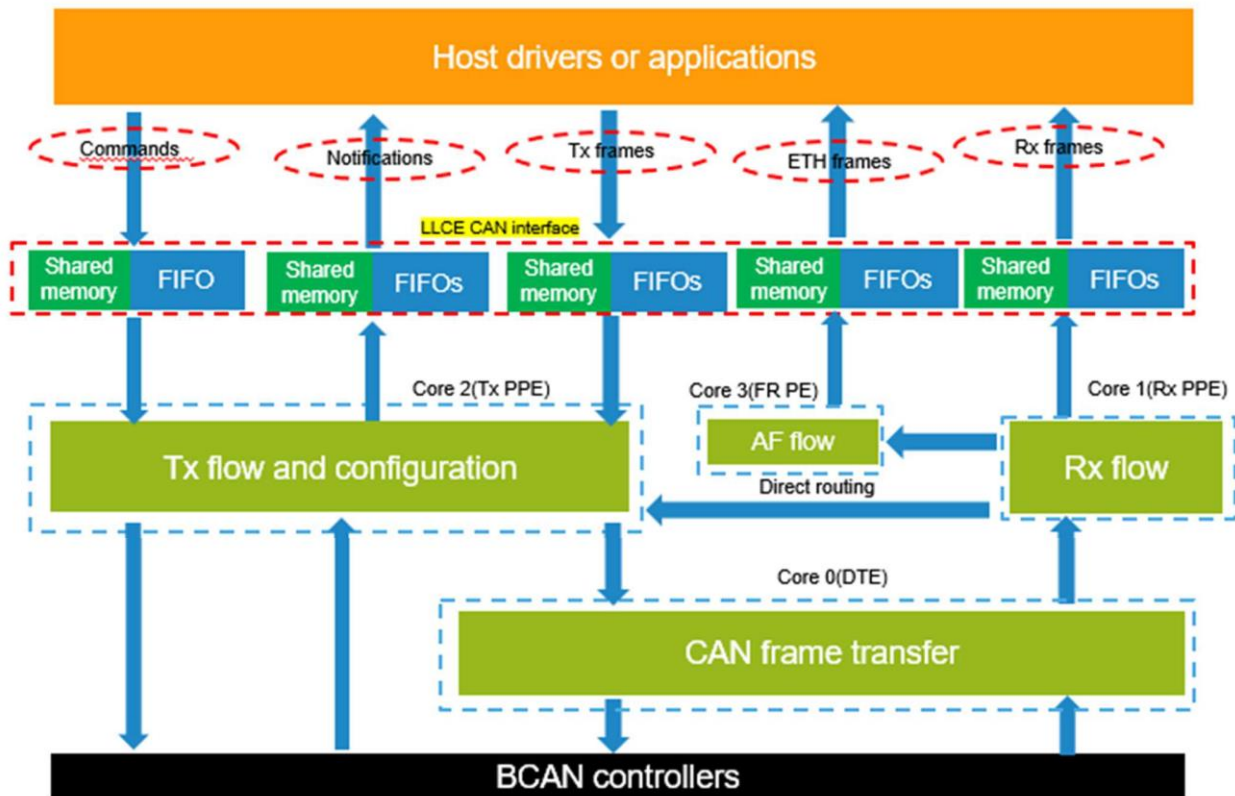 Host drivers or applications
Commands
Notifications
Tx frames
ETH frames
Rx frames
LLCE CAN interface
Shared memory
FIFO
Shared memory
FIFOs
Shared memory
FIFOs
Shared memory
FIFOs
Shared memory
FIFOs
Core 2(Tx PPE)
Core 3(FR PE)
Core 1(Rx PPE)
Tx flow and configuration
AF flow
Rx flow
Direct routing
Core 0(DTE)
CAN frame transfer
BCAN controllers